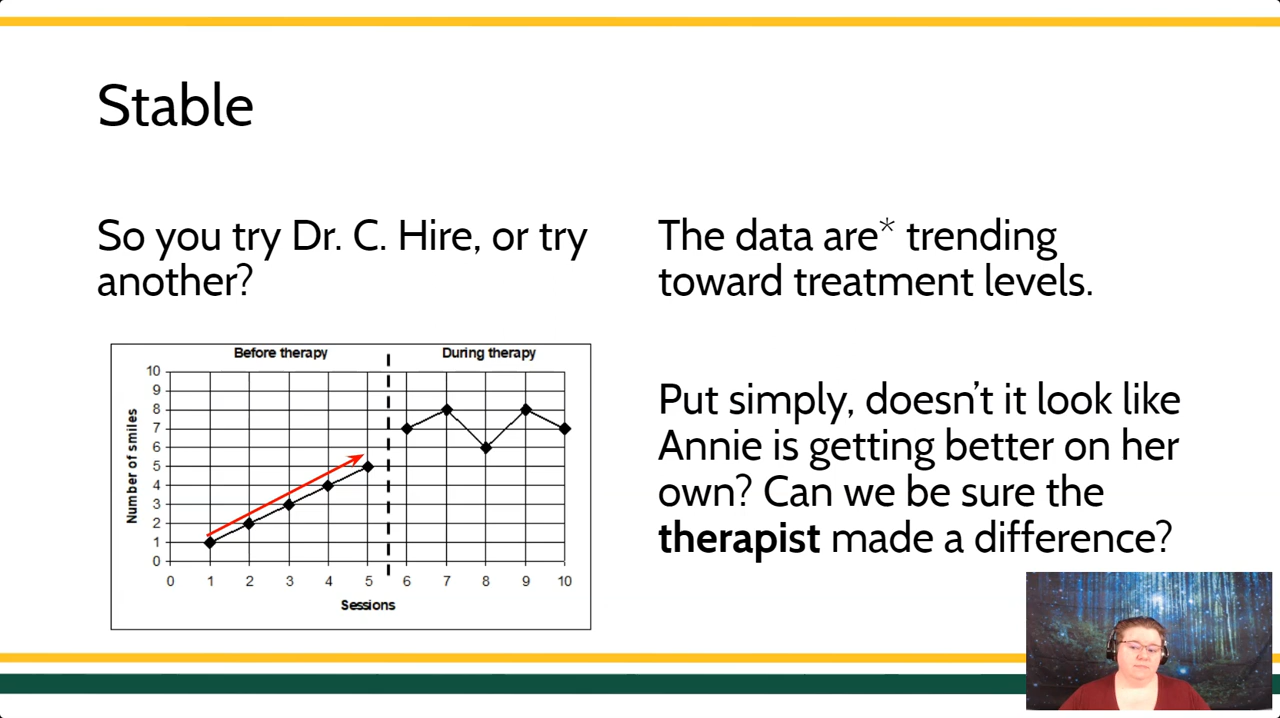 Stable
So you try Dr. C. Hire, or try
another?
Before therapy
During therapy
10
9
8
7
6
5
4
3
2
1
0
Number of smiles
0 1 2 3 4 5 6 7 8 9 10
Sessions
The data are* trending
toward treatment levels.
Put simply, doesn’t it look like
Annie is getting better on her
own? Can we be sure the
therapist made a difference?